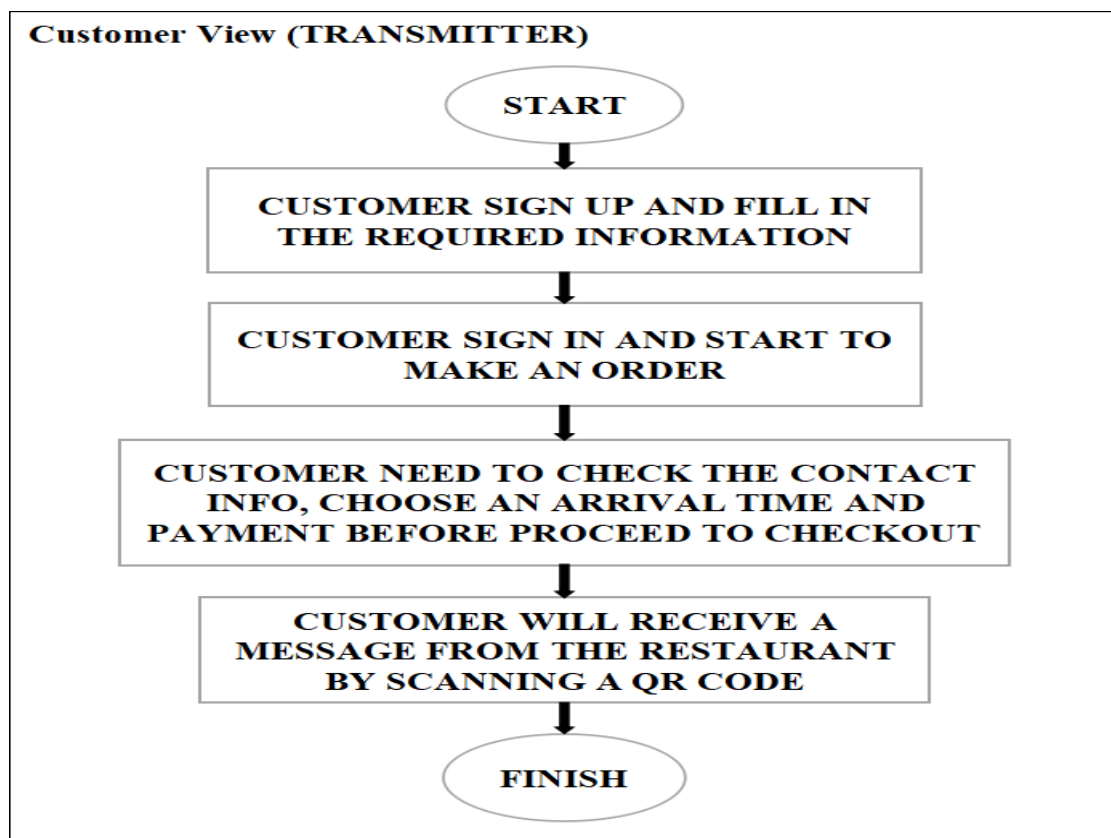 Customer View (TRANSMITTER)
START
CUSTOMER SIGN UP AND FILL IN
THE REQUIRED INFORMATION
CUSTOMER SIGN IN AND START TO
MAKE AN ORDER
CUSTOMER NEED TO CHECK THE CONTACT
INFO, CHOOSE AN ARRIVAL TIME AND
PAYMENT BEFORE PROCEED TO CHECKOUT
CUSTOMER WILL RECEIVE A
MESSAGE FROM THE RESTAURANT
BY SCANNING A QR CODE
FINISH